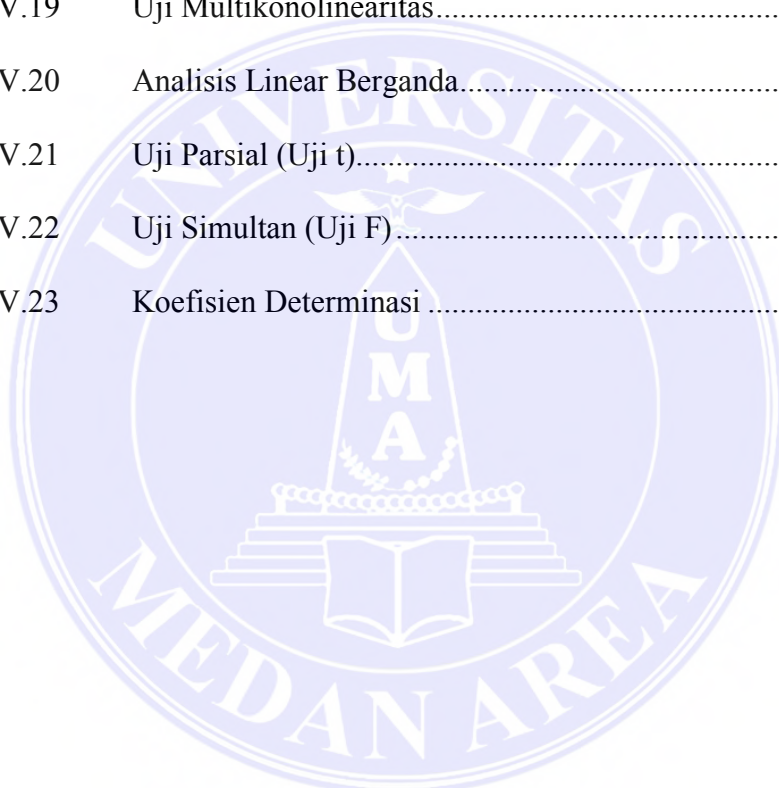 V.19 Uji Multikonolinearitas.......................................
V.20 Analisis Linear Berganda.......................................
V.21 Uji Parsial (Uji t).......................................
V.22 Uji Simultan (Uji F).......................................
V.23 Koefisien Determinasi .......................................
UNIVERSITAS
UMA
MEDAN AREA